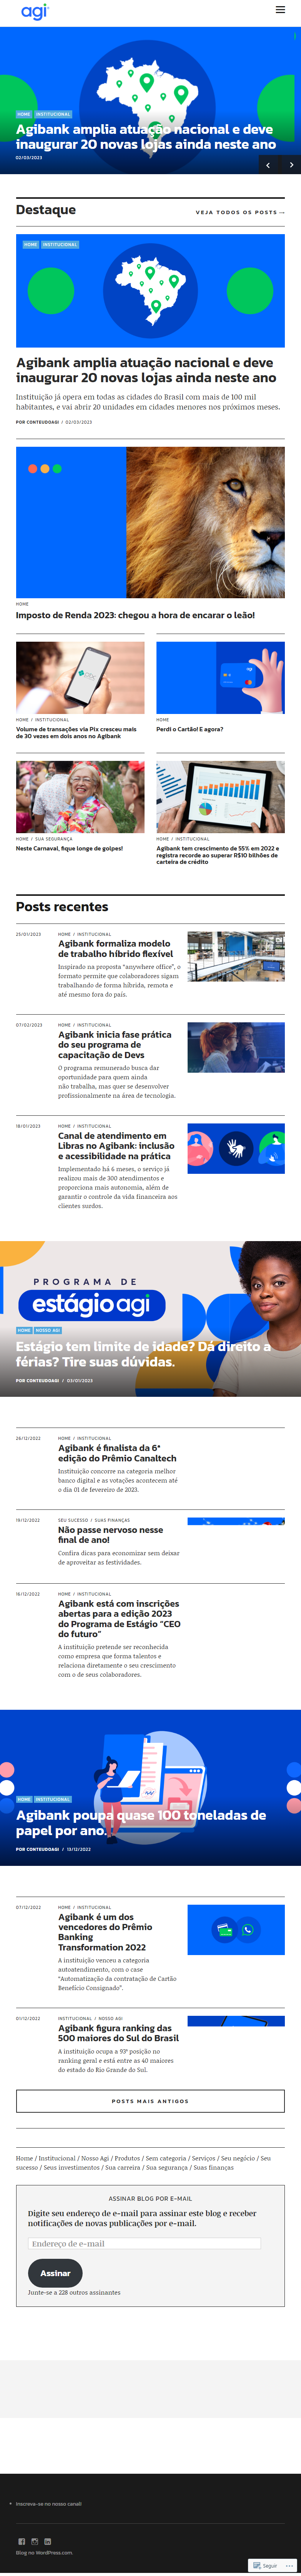 agi
HOME INSTITUCIONAL
Agibank amplia atuação nacional e deve
inaugurar 20 novas lojas ainda neste ano
02/03/2023
Destaque
VEJA TODOS OS POSTS →
HOME INSTITUCIONAL
Agibank amplia atuação nacional e deve
inaugurar 20 novas lojas ainda neste ano
Instituição já opera em todas as cidades do Brasil com mais de 100 mil
habitantes, e vai abrir 20 unidades em cidades menores nos próximos meses.
POR CONTEUDOAGI / 02/03/2023
HOME
Imposto de Renda 2023: chegou a hora de encarar o leão!
HOME / INSTITUCIONAL
Volume de transações via Pix cresceu mais
de 30 vezes em dois anos no Agibank
HOME
Perdi o Cartão! E agora?
HOME / SUA SEGURANÇA
Neste Carnaval, fique longe de golpes!
HOME / INSTITUCIONAL
Agibank tem crescimento de 55% em 2022 e
registra recorde ao superar R$10 bilhões de
carteira de crédito
Posts recentes
25/01/2023
HOME / INSTITUCIONAL
Agibank formaliza modelo
de trabalho híbrido flexível
Inspirado na proposta “anywhere office”, o
formato permite que colaboradores sigam
trabalhando de forma híbrida, remota e
até mesmo fora do país.
07/02/2023
HOME / INSTITUCIONAL
Agibank inicia fase prática
do seu programa de
capacitação de Devs
O programa remunerado busca dar
oportunidade para quem ainda
não trabalha, mas quer se desenvolver
profissionalmente na área de tecnologia.
18/01/2023
HOME / INSTITUCIONAL
Canal de atendimento em
Libras no Agibank: inclusão
e acessibilidade na prática
Implementado há 6 meses, o serviço já
realizou mais de 300 atendimentos e
proporciona mais autonomia, além de
garantir o controle da vida financeira aos
clientes surdos.
PROGRAMA DE
estágio agi
HOME NOSSO AGI
Estágio tem limite de idade? Dá direito a
férias? Tire suas dúvidas.
POR CONTEUDOAGI / 03/01/2023
26/12/2022
HOME / INSTITUCIONAL
Agibank é finalista da 6ª
edição do Prêmio Canaltech
Instituição concorre na categoria melhor
banco digital e as votações acontecem até
o dia 01 de fevereiro de 2023.
19/12/2022
SEU SUCESSO / SUAS FINANÇAS
Não passe nervoso nesse
final de ano!
Confira dicas para economizar sem deixar
de aproveitar as festividades.
16/12/2022
HOME / INSTITUCIONAL
Agibank está com inscrições
abertas para a edição 2023
do Programa de Estágio “CEO
do futuro”
A instituição pretende ser reconhecida
como empresa que forma talentos e
relaciona diretamente o seu crescimento
com o de seus colaboradores.
HOME INSTITUCIONAL
Agibank poupa quase 100 toneladas de
papel por ano.
POR CONTEUDOAGI / 13/12/2022
07/12/2022
HOME / INSTITUCIONAL
Agibank é um dos
vencedores do Prêmio
Banking
Transformation 2022
A instituição venceu a categoria
autoatendimento, com o case
“Automatização da contratação de Cartão
Benefício Consignado”.
01/12/2022
INSTITUCIONAL / NOSSO AGI
Agibank figura ranking das
500 maiores do Sul do Brasil
A instituição ocupa a 93ª posição no
ranking geral e está entre as 40 maiores
do estado do Rio Grande do Sul.
POSTS MAIS ANTIGOS
Home / Institucional / Nosso Agi / Produtos / Sem categoria / Serviços / Seu negócio / Seu
sucesso / Seus investimentos / Sua carreira / Sua segurança / Suas finanças
ASSINAR BLOG POR E-MAIL
Digite seu endereço de e-mail para assinar este blog e receber
notificações de novas publicações por e-mail.
Endereço de e-mail
Assinar
Junte-se a 228 outros assinantes
Inscreva-se no nosso canal!
Blog no WordPress.com.
Seguir